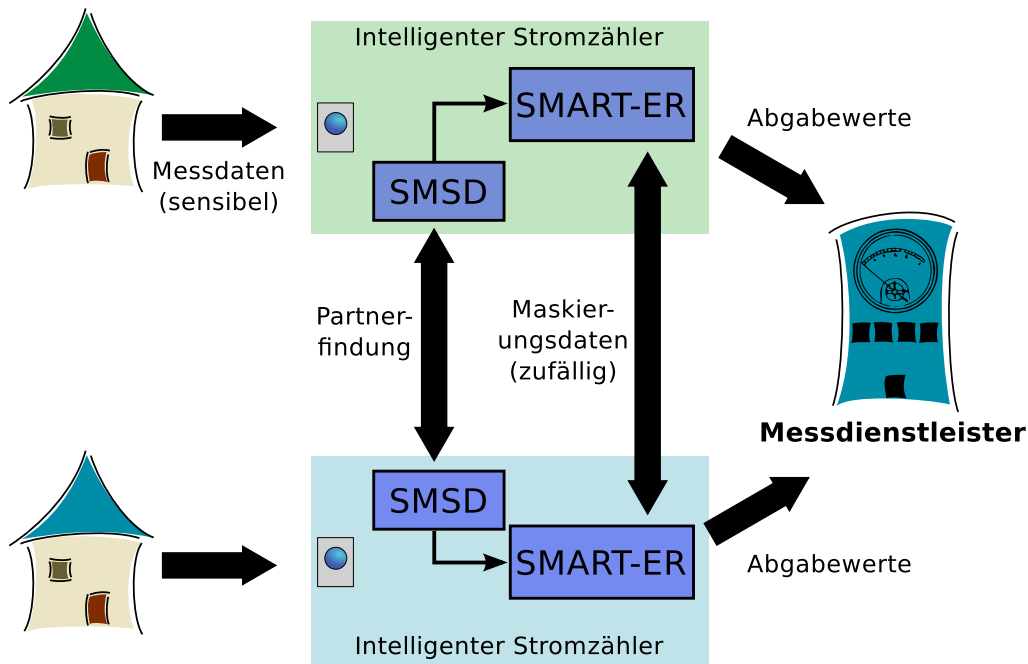 Intelligenter Stromzähler
SMART-ER
SMSD
Messdaten
(sensibel)
Abgabewerte
Partner-
findung
Maskier-
ungsdaten
(zufällig)
Messdienstleister
SMSD
SMART-ER
Abgabewerte
Intelligenter Stromzähler